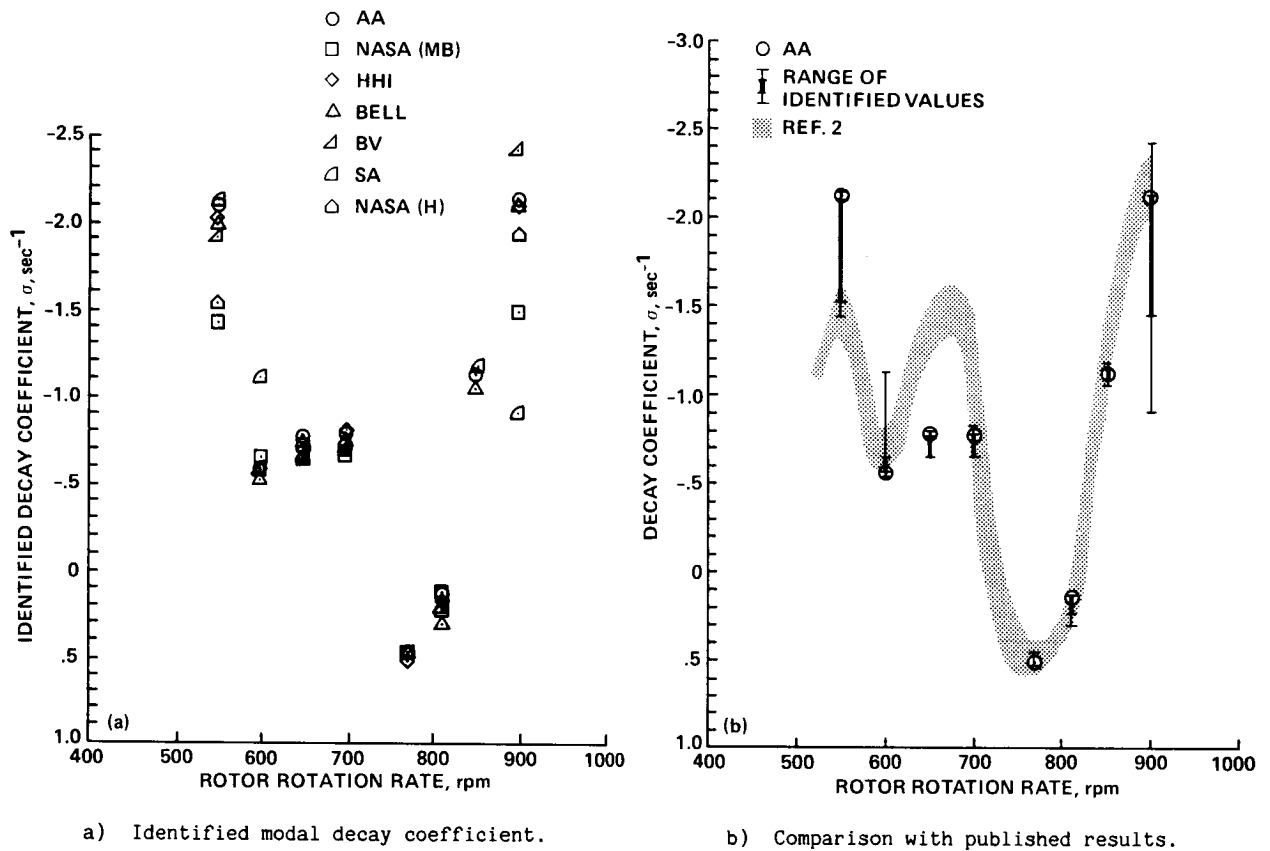 AA
NASA (MB)
HHI
BELL
BV
SA
NASA (H)
-2.5
-2.0
-1.5
-1.0
-.5
0
.5
1.0
IDENTIFIED DECAY COEFFICIENT, σ, sec⁻¹
(a)
400
500
600
700
800
900
1000
ROTOR ROTATION RATE, rpm
a) Identified modal decay coefficient.
AA
RANGE OF
IDENTIFIED VALUES
REF. 2
-3.0
-2.5
-2.0
-1.5
-1.0
-.5
0
.5
1.0
DECAY COEFFICIENT, σ, sec⁻¹
(b)
400
500
600
700
800
900
1000
ROTOR ROTATION RATE, rpm
b) Comparison with published results.